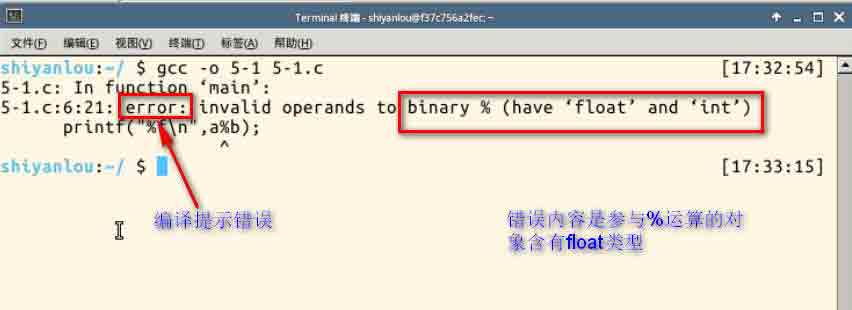 Terminal 终端 - shiyanlou@f37c756a2fec: ~
文件(F) 编辑(E) 视图(V) 终端(T) 标签(A) 帮助(H)
shiyanlou:~/ $ gcc -o 5-1 5-1.c [17:32:54]
5-1.c: In function ‘main’:
5-1.c:6:21: error: invalid operands to binary % (have ‘float’ and ‘int’)
printf("%f\n",a%b);
^
shiyanlou:~/ $ [17:33:15]
编译提示错误
错误内容是参与%运算的对
象含有float类型